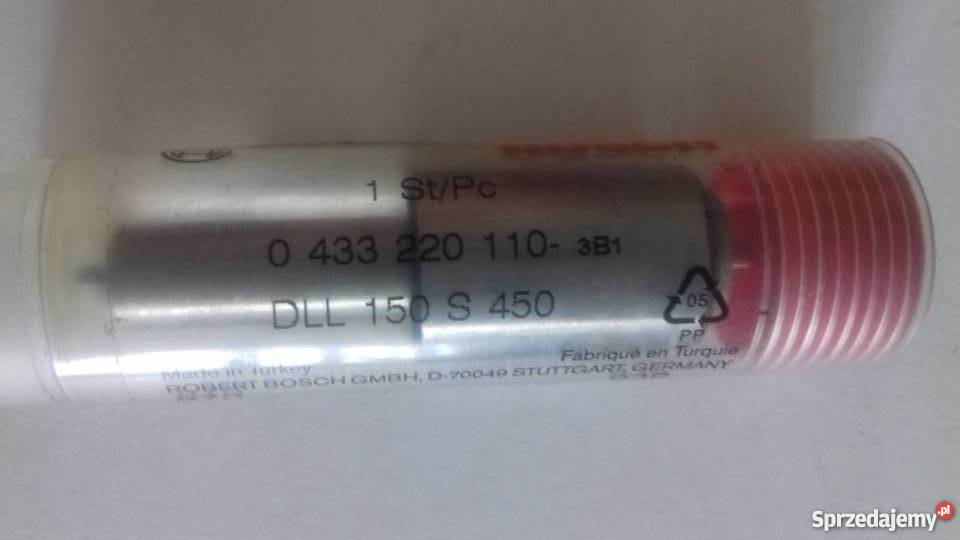 1 St/Pc
0 433 220 110- 3B1
DLL 150 S 450
05
PP
Fabriqué en Turquie
Made in Turkey
ROBERT BOSCH GMBH, D-70049 STUTTGART, GERMANY
Sprzedajemy.pl